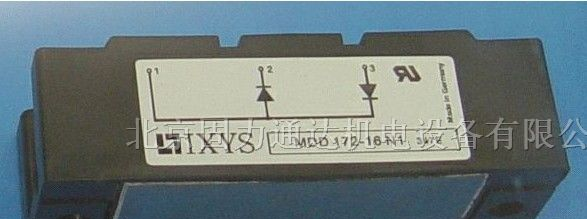 1 2 3
Made in Germany
北京固力通达机电设备有限公
IXYS MDD 172-16 N1